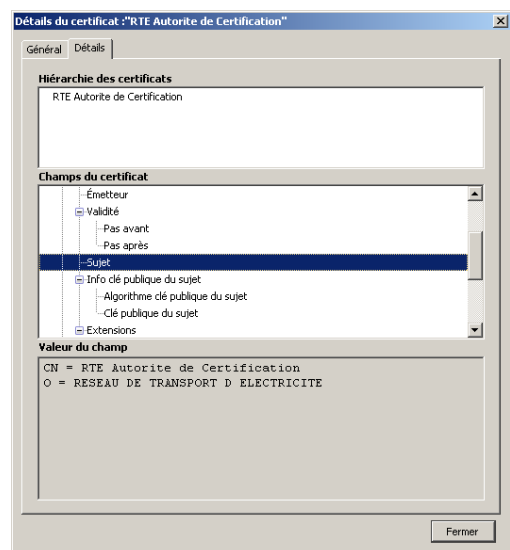 Détails du certificat :"RTE Autorite de Certification"
Général Détails
Hiérarchie des certificats
RTE Autorite de Certification
Champs du certificat
Émetteur
Validité
Pas avant
Pas après
Sujet
Info clé publique du sujet
Algorithme clé publique du sujet
Clé publique du sujet
Extensions
Valeur du champ
CN = RTE Autorite de Certification
O = RESEAU DE TRANSPORT D ELECTRICITE
Fermer